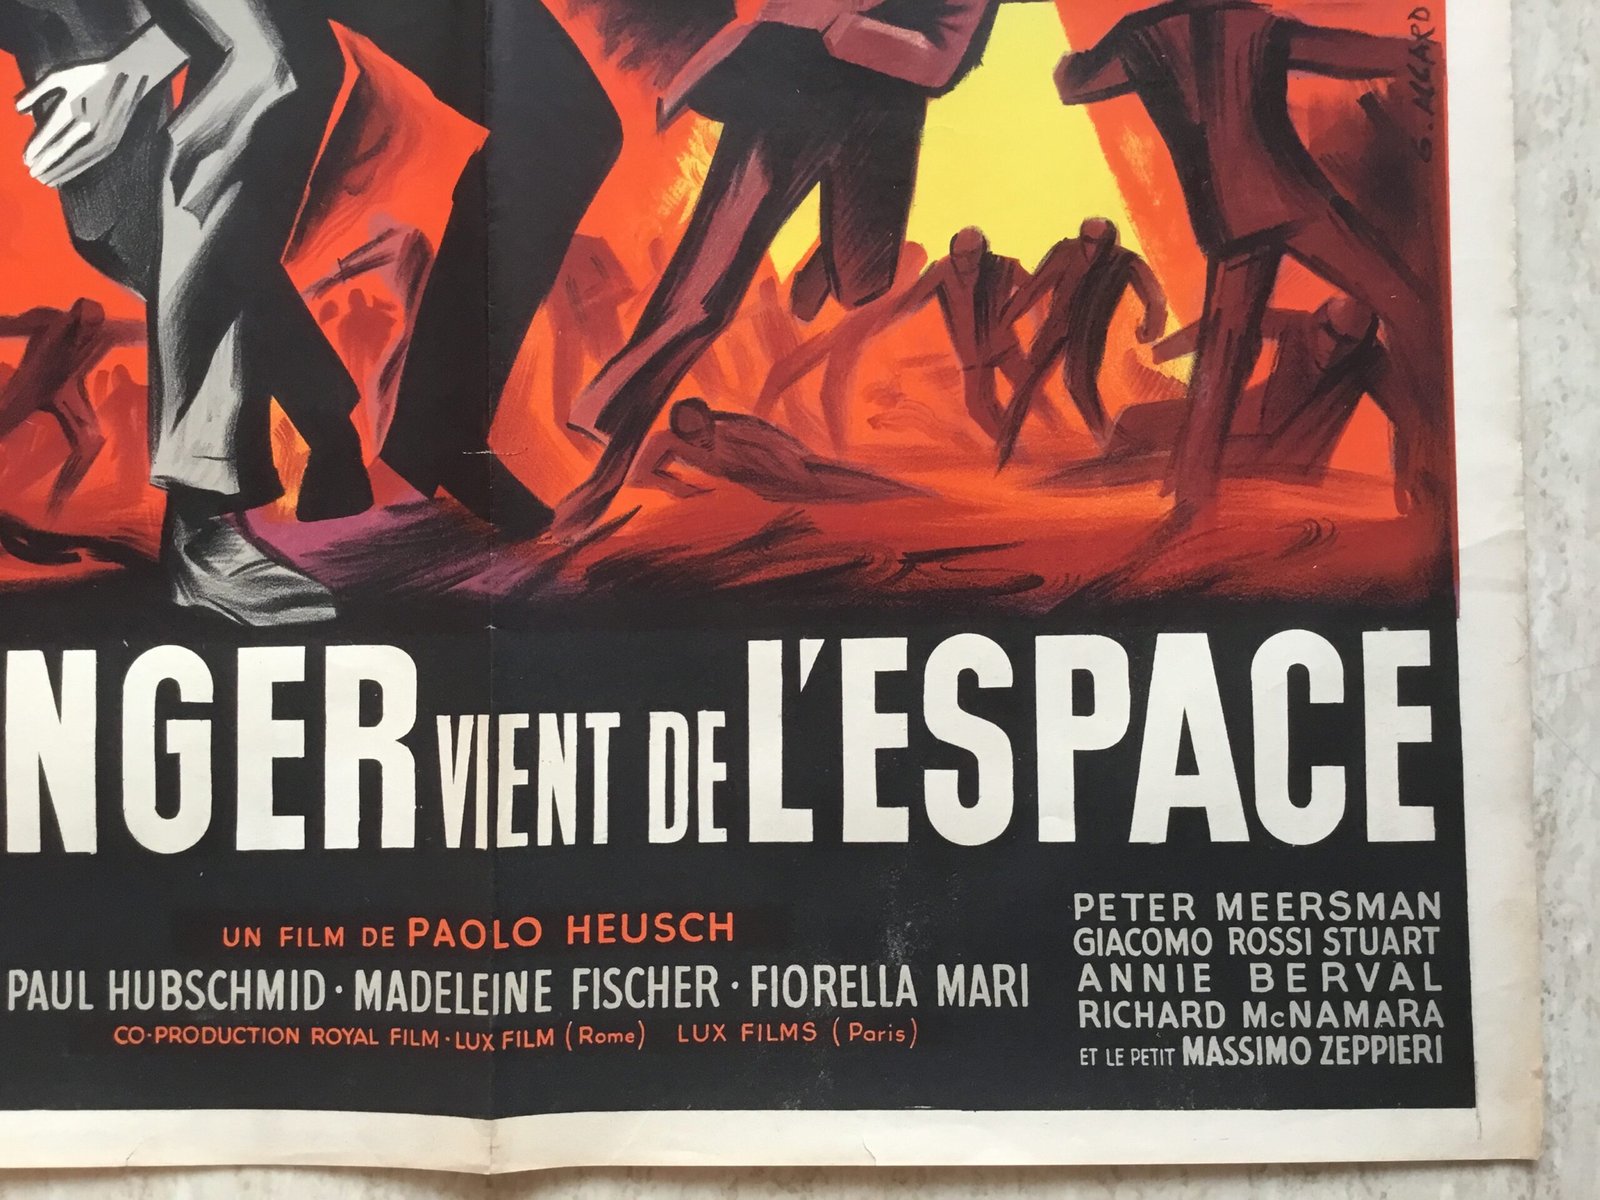 G. ALLARD
NGER VIENT DE L'ESPACE
UN FILM DE PAOLO HEUSCH
PAUL HUBSCHMID · MADELEINE FISCHER · FIORELLA MARI
CO-PRODUCTION ROYAL FILM · LUX FILM (Rome) LUX FILMS (Paris)
PETER MEERSMAN
GIACOMO ROSSI STUART
ANNIE BERVAL
RICHARD McNAMARA
ET LE PETIT MASSIMO ZEPPIERI